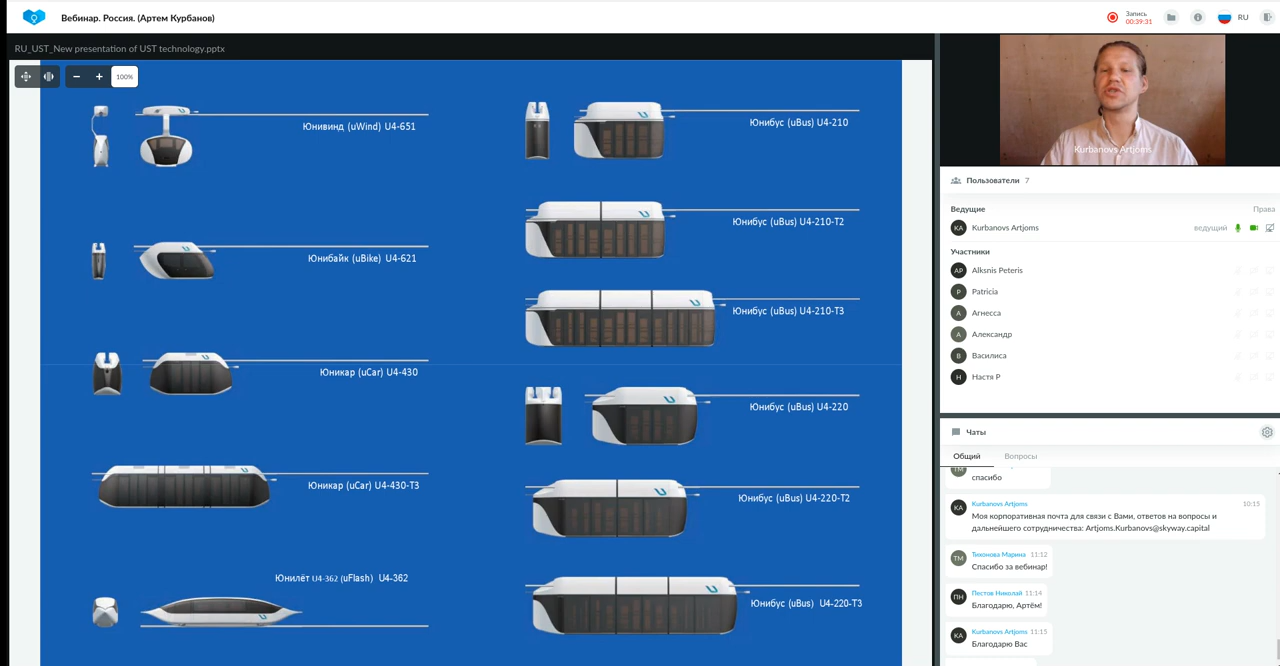 Вебинар. Россия. (Артем Курбанов)
Запись
00:39:31
RU
RU_UST_New presentation of UST technology.pptx
100%
Юнивинд (uWind) U4-651
Юнибайк (uBike) U4-621
Юникар (uCar) U4-430
Юникар (uCar) U4-430-T3
Юнилёт U4-362 (uFlash) U4-362
Юнибус (uBus) U4-210
Юнибус (uBus) U4-210-T2
Юнибус (uBus) U4-210-T3
Юнибус (uBus) U4-220
Юнибус (uBus) U4-220-T2
Юнибус (uBus) U4-220-T3
Kurbanovs Artjoms
Пользователи 7
Ведущие Права
KA Kurbanovs Artjoms ведущий
Участники
AP Alksnis Peteris
P Patricia
А Агнесса
А Александр
В Василиса
Н Настя Р
Чаты
Общий Вопросы
ТМ
спасибо
KA Kurbanovs Artjoms 10:15
Моя корпоративная почта для связи с Вами, ответов на вопросы и
дальнейшего сотрудничества: Artjoms.Kurbanovs@skyway.capital
ТМ Тихонова Марина 11:12
Спасибо за вебинар!
ПН Пестов Николай 11:14
Благодарю, Артём!
KA Kurbanovs Artjoms 11:15
Благодарю Вас